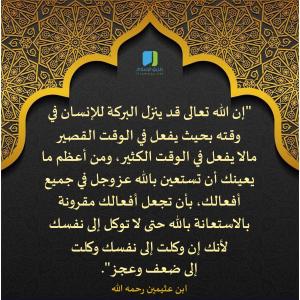 "إن الله تعالى قد ينزل البركة للإنسان في
وقته بحيث يفعل في الوقت القصير
مالا يفعل في الوقت الكثير، ومن أعظم ما
يعينك أن تستعين بالله عزوجل في جميع
أفعالك، بأن تجعل أفعالك مقرونة
بالاستعانة بالله حتى لا توكل إلى نفسك
لأنك إن وكلت إلى نفسك وكلت
إلى ضعف وعجز".
ابن عثيمين رحمه الله